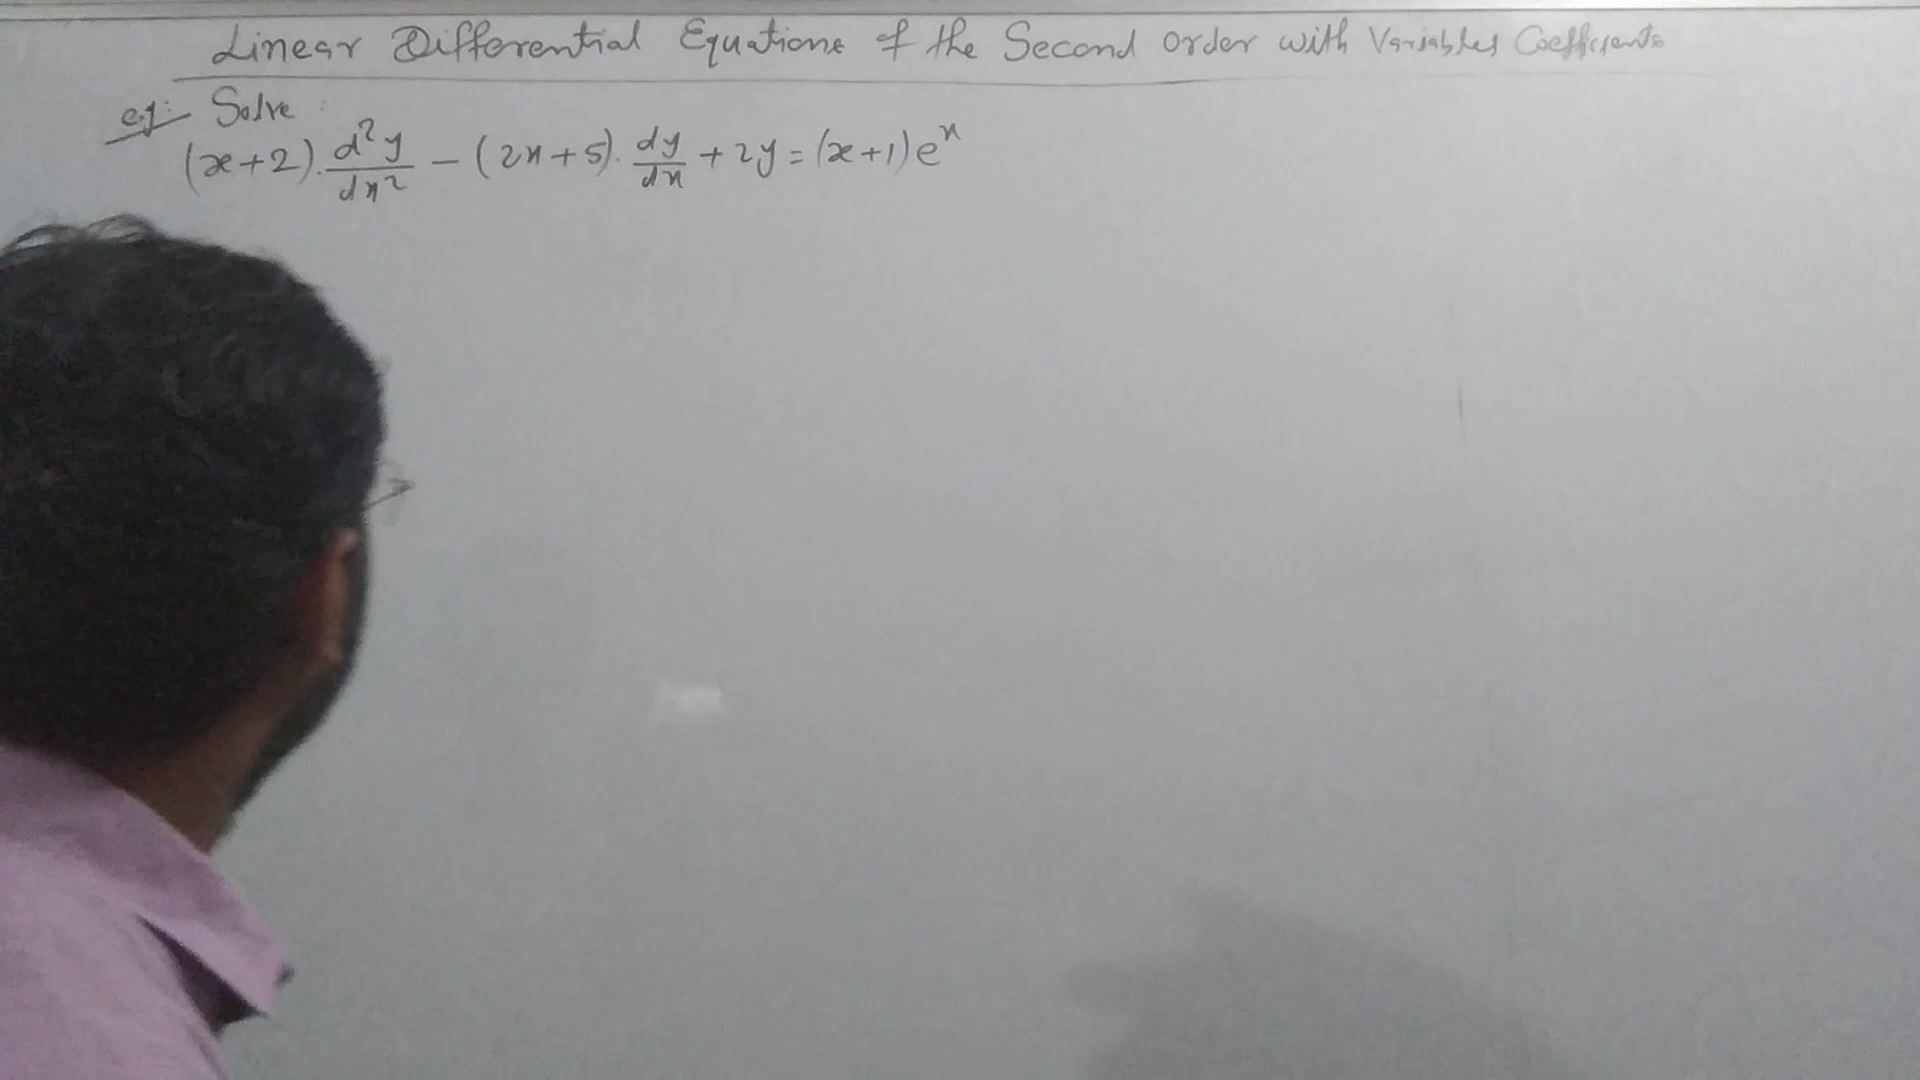 Linear Differential Equations of the Second Order with Variables Coefficients
eg:- Solve :
(x+2). d²y/dx² - (2x+5). dy/dx + 2y = (x+1)eˣ